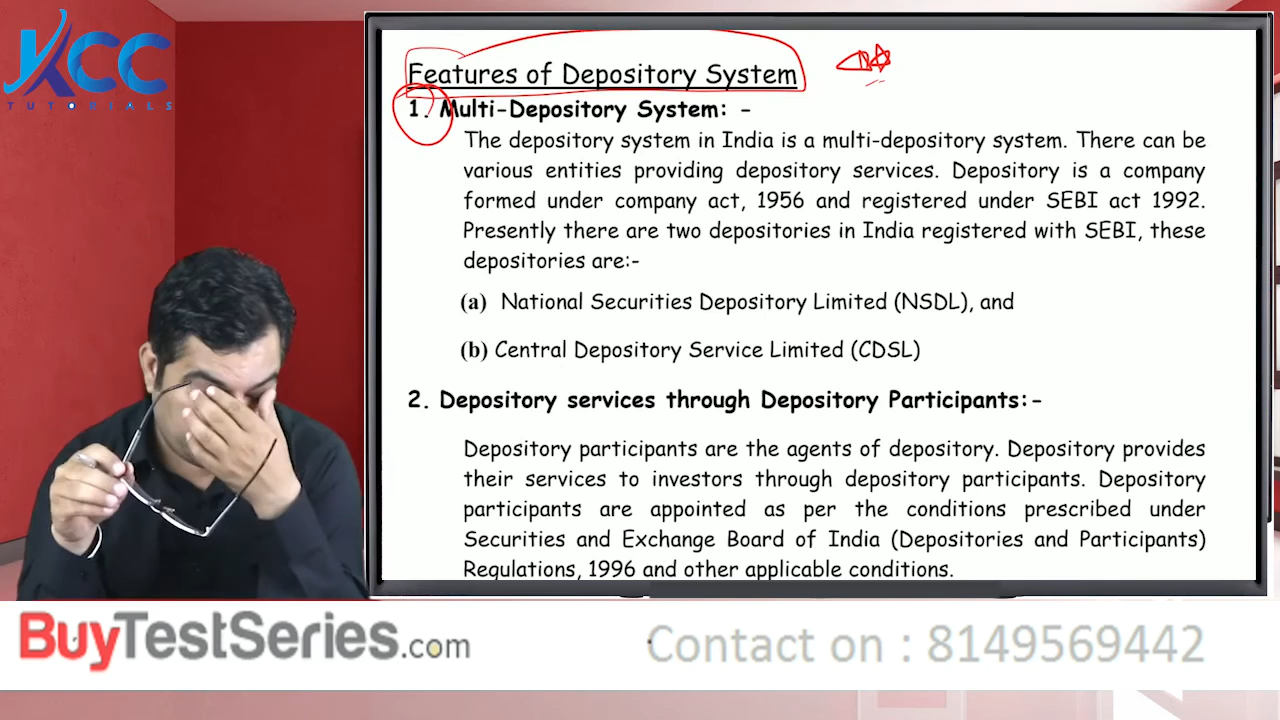 KCC
TUTORIALS
Features of Depository System
1. Multi-Depository System: -
The depository system in India is a multi-depository system. There can be
various entities providing depository services. Depository is a company
formed under company act, 1956 and registered under SEBI act 1992.
Presently there are two depositories in India registered with SEBI, these
depositories are:-
(a) National Securities Depository Limited (NSDL), and
(b) Central Depository Service Limited (CDSL)
2. Depository services through Depository Participants:-
Depository participants are the agents of depository. Depository provides
their services to investors through depository participants. Depository
participants are appointed as per the conditions prescribed under
Securities and Exchange Board of India (Depositories and Participants)
Regulations, 1996 and other applicable conditions.
BuyTestSeries.com
Contact on : 8149569442